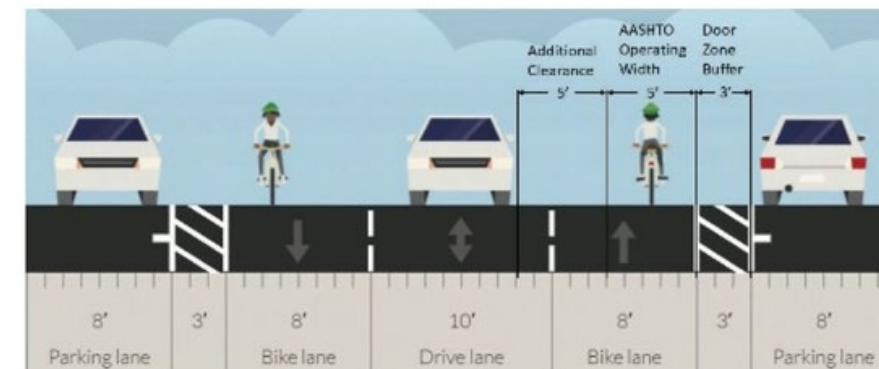 AASHTO Door
Additional Operating Zone
Clearance Width Buffer
5' 5' 3'
8' 3' 8' 10' 8' 3' 8'
Parking lane Bike lane Drive lane Bike lane Parking lane